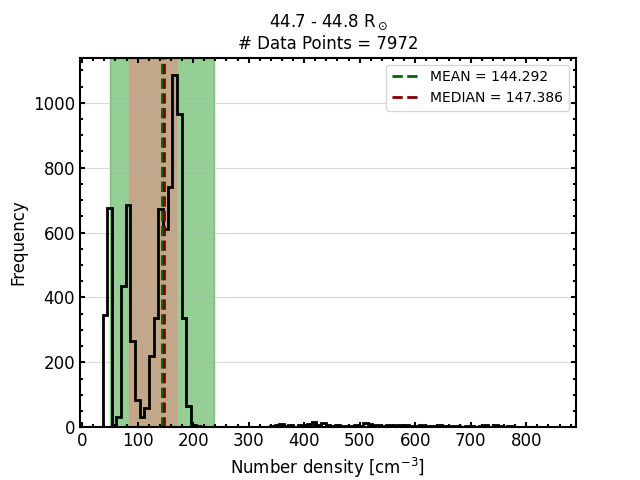 44.7 - 44.8 R⊙
# Data Points = 7972
MEAN = 144.292
MEDIAN = 147.386
Frequency
1000
800
600
400
200
0
0 100 200 300 400 500 600 700 800
Number density [cm⁻³]